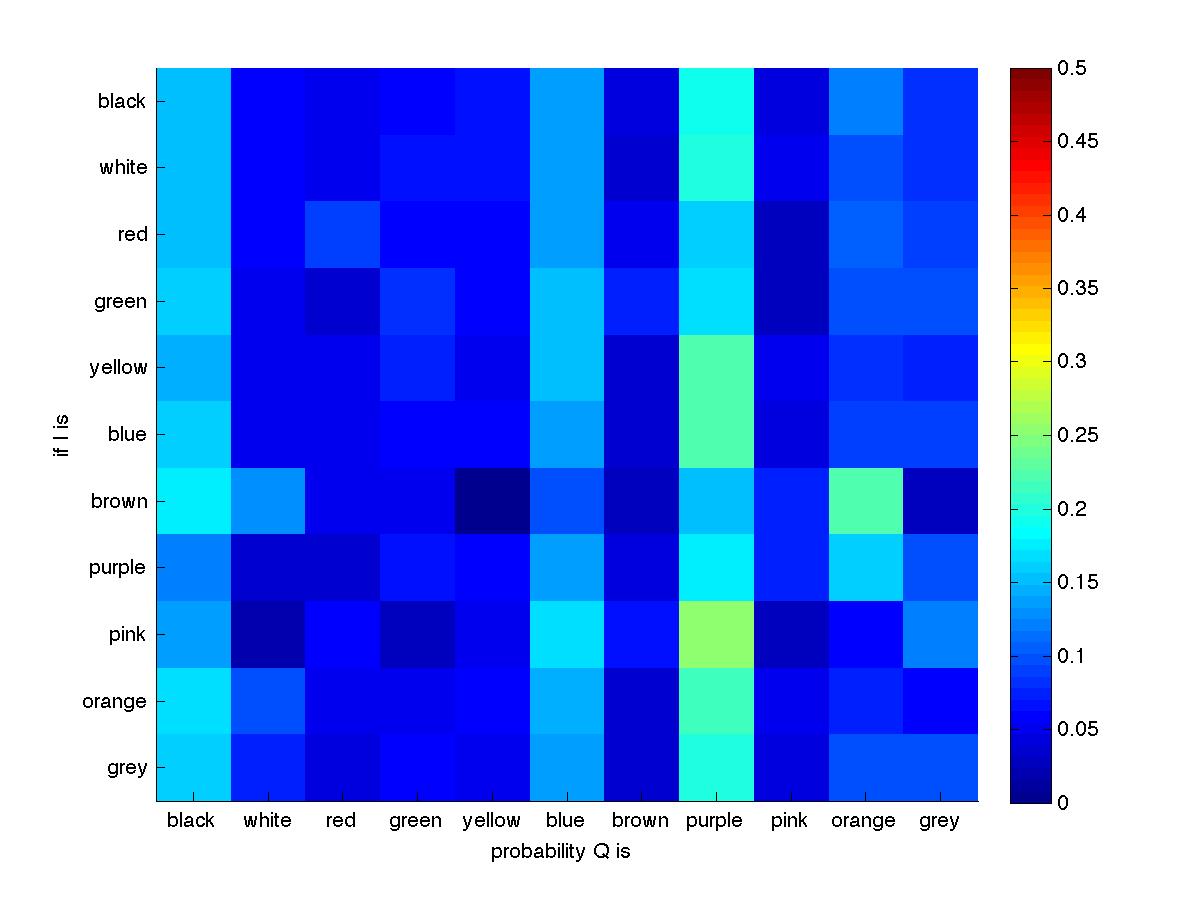 black
white
red
green
yellow
blue
brown
purple
pink
orange
grey
if I is
black white red green yellow blue brown purple pink orange grey
probability Q is
0.5
0.45
0.4
0.35
0.3
0.25
0.2
0.15
0.1
0.05
0